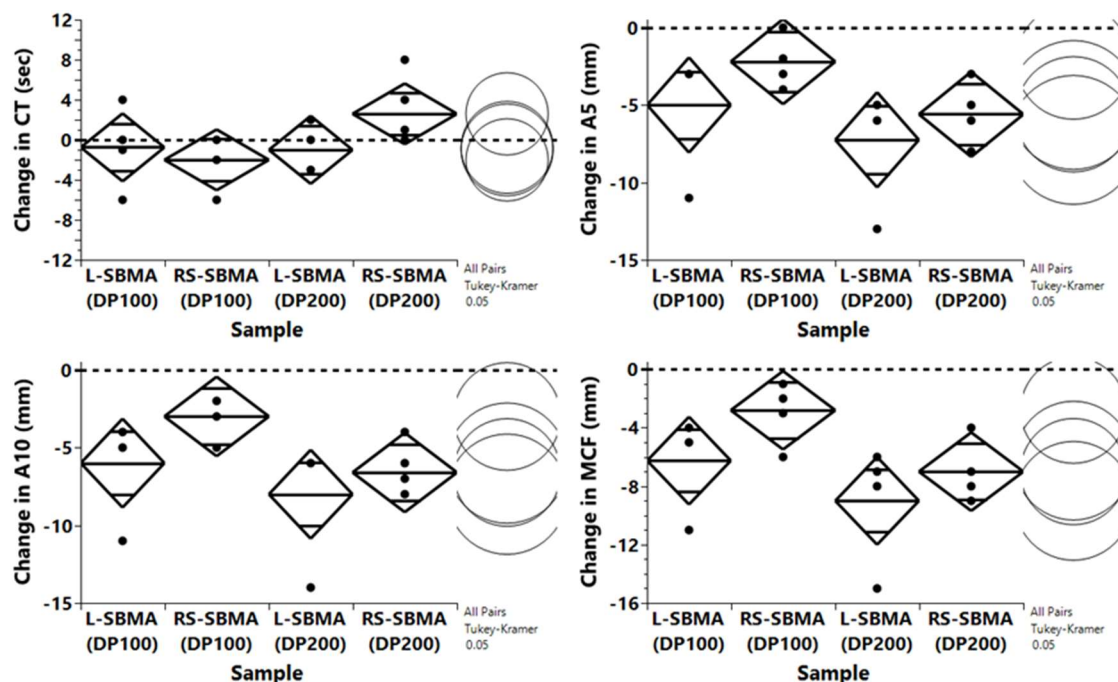 Change in CT (sec)
12
8
4
0
-4
-8
-12
L-SBMA RS-SBMA L-SBMA RS-SBMA
(DP100) (DP100) (DP200) (DP200)
Sample
All Pairs
Tukey-Kramer
0.05
Change in A5 (mm)
0
-5
-10
-15
L-SBMA RS-SBMA L-SBMA RS-SBMA
(DP100) (DP100) (DP200) (DP200)
Sample
All Pairs
Tukey-Kramer
0.05
Change in A10 (mm)
0
-5
-10
-15
L-SBMA RS-SBMA L-SBMA RS-SBMA
(DP100) (DP100) (DP200) (DP200)
Sample
All Pairs
Tukey-Kramer
0.05
Change in MCF (mm)
0
-4
-8
-12
-16
L-SBMA RS-SBMA L-SBMA RS-SBMA
(DP100) (DP100) (DP200) (DP200)
Sample
All Pairs
Tukey-Kramer
0.05